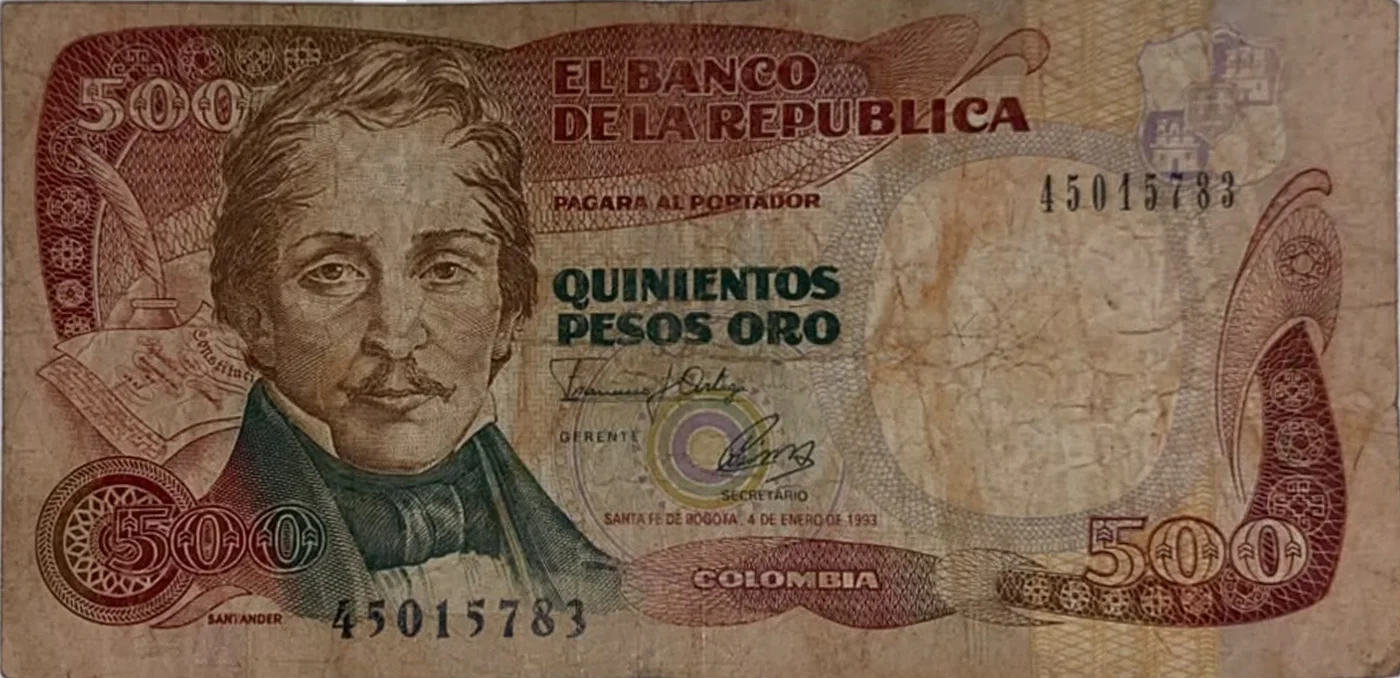 500
EL BANCO
DE LA REPUBLICA
PAGARA AL PORTADOR
45015783
QUINIENTOS
PESOS ORO
Constituci
GERENTE
SECRETARIO
SANTA FE DE BOGOTA, 4 DE ENERO DE 1993
500
500
COLOMBIA
SANTANDER
45015783